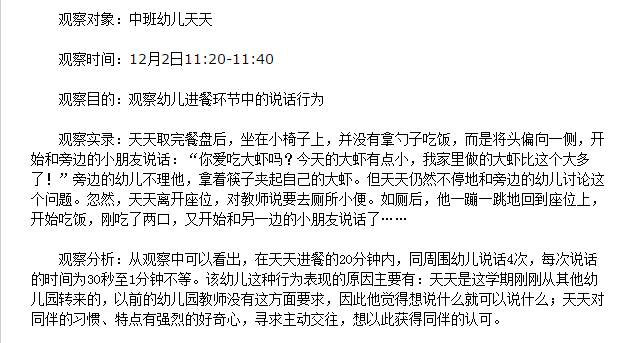 观察对象：中班幼儿天天
观察时间：12月2日11:20-11:40
观察目的：观察幼儿进餐环节中的说话行为
观察实录：天天取完餐盘后，坐在小椅子上，并没有拿勺子吃饭，而是将头偏向一侧，开
始和旁边的小朋友说话：“你爱吃大虾吗？今天的大虾有点小，我家里做的大虾比这个大多
了！”旁边的幼儿不理他，拿着筷子夹起自己的大虾。但天天仍然不停地和旁边的幼儿讨论这
个问题。忽然，天天离开座位，对教师说要去厕所小便。如厕后，他一蹦一跳地回到座位上，
开始吃饭，刚吃了两口，又开始和另一边的小朋友说话了……
观察分析：从观察中可以看出，在天天进餐的20分钟内，同周围幼儿说话4次，每次说话
的时间为30秒至1分钟不等。该幼儿这种行为表现的原因主要有：天天是这学期刚刚从其他幼
儿园转来的，以前的幼儿园教师没有这方面要求，因此他觉得想说什么就可以说什么；天天对
同伴的习惯、特点有强烈的好奇心，寻求主动交往，想以此获得同伴的认可。